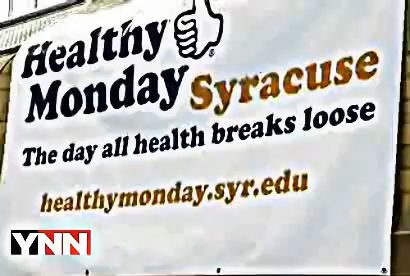 Healthy
Monday Syracuse
The day all health breaks loose
healthymonday.syr.edu
YNN